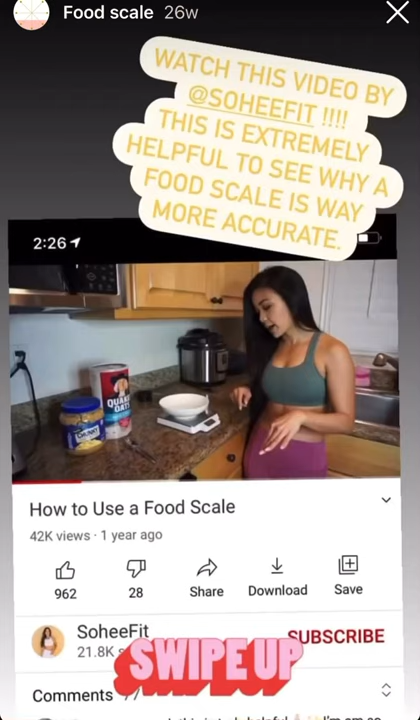 Food scale 26w
WATCH THIS VIDEO BY
@SOHEEFIT !!!!
THIS IS EXTREMELY
HELPFUL TO SEE WHY A
FOOD SCALE IS WAY
MORE ACCURATE.
2:26
QUAKER
OATS
How to Use a Food Scale
42K views · 1 year ago
962
28
Share
Download
Save
SoheeFit
21.8K
SUBSCRIBE
SWIPE UP
Comments